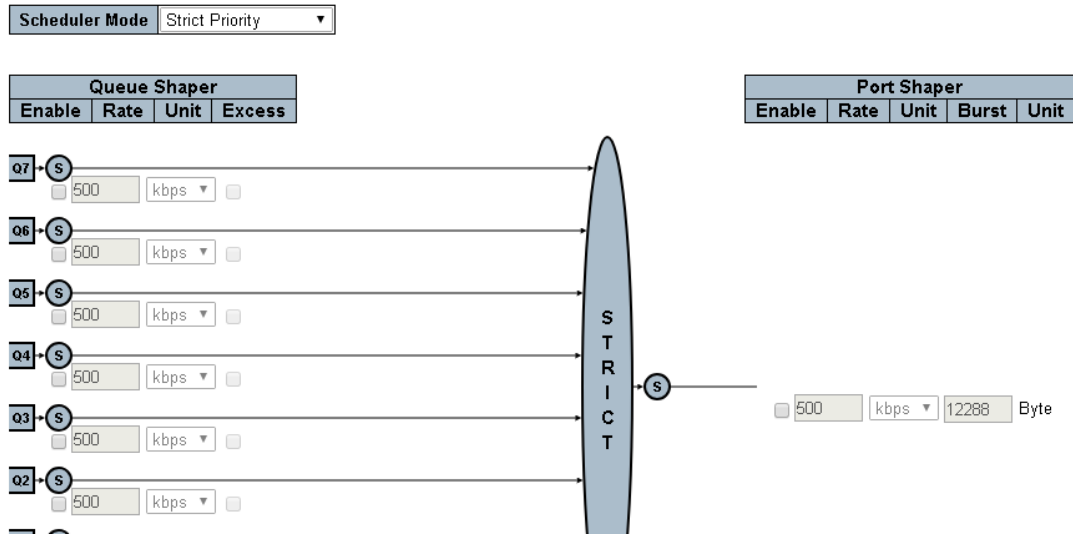 Scheduler Mode Strict Priority
Queue Shaper
Enable Rate Unit Excess
Port Shaper
Enable Rate Unit Burst Unit
Q7 S
500 kbps
Q6 S
500 kbps
Q5 S
500 kbps
Q4 S
500 kbps
Q3 S
500 kbps
Q2 S
500 kbps
STRICT
S
500 kbps 12288 Byte